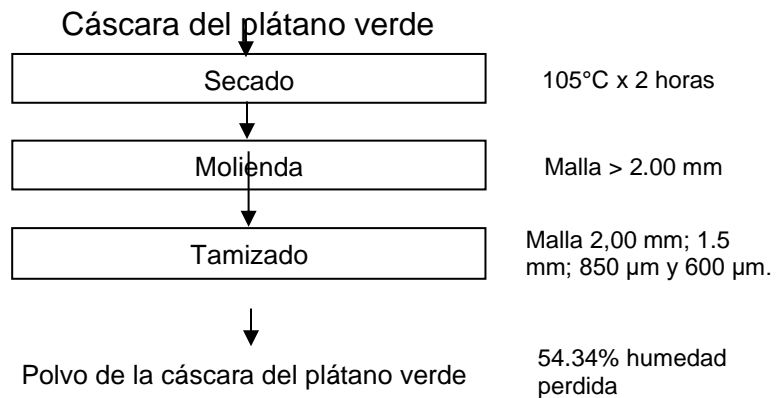 Cáscara del plátano verde
Secado
105°C x 2 horas
Molienda
Malla > 2.00 mm
Tamizado
Malla 2,00 mm; 1.5
mm; 850 µm y 600 µm.
Polvo de la cáscara del plátano verde
54.34% humedad
perdida